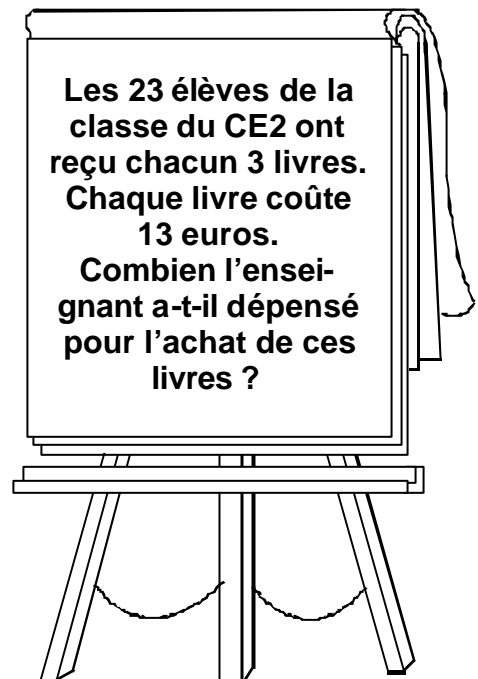 Les 23 élèves de la
classe du CE2 ont
reçu chacun 3 livres.
Chaque livre coûte
13 euros.
Combien l’ensei-
gnant a-t-il dépensé
pour l’achat de ces
livres ?